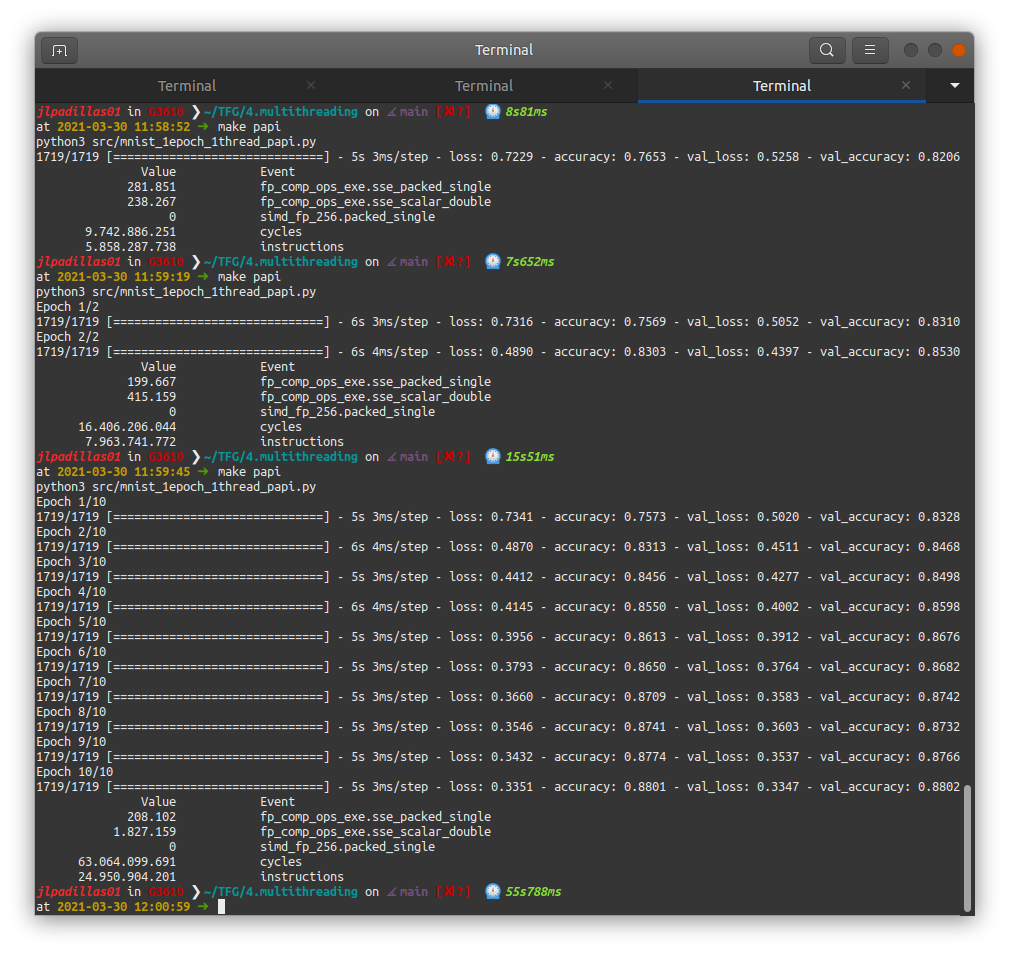 Terminal
Terminal Terminal Terminal
jlpadillas01 in G3610 ❯~/TFG/4.multithreading on main [✘?] 8s81ms
at 2021-03-30 11:58:52 → make papi
python3 src/mnist_1epoch_1thread_papi.py
1719/1719 [==============================] - 5s 3ms/step - loss: 0.7229 - accuracy: 0.7653 - val_loss: 0.5258 - val_accuracy: 0.8206
Value Event
281.851 fp_comp_ops_exe.sse_packed_single
238.267 fp_comp_ops_exe.sse_scalar_double
0 simd_fp_256.packed_single
9.742.886.251 cycles
5.858.287.738 instructions
jlpadillas01 in G3610 ❯~/TFG/4.multithreading on main [✘?] 7s652ms
at 2021-03-30 11:59:19 → make papi
python3 src/mnist_1epoch_1thread_papi.py
Epoch 1/2
1719/1719 [==============================] - 6s 3ms/step - loss: 0.7316 - accuracy: 0.7569 - val_loss: 0.5052 - val_accuracy: 0.8310
Epoch 2/2
1719/1719 [==============================] - 6s 4ms/step - loss: 0.4890 - accuracy: 0.8303 - val_loss: 0.4397 - val_accuracy: 0.8530
Value Event
199.667 fp_comp_ops_exe.sse_packed_single
415.159 fp_comp_ops_exe.sse_scalar_double
0 simd_fp_256.packed_single
16.406.206.044 cycles
7.963.741.772 instructions
jlpadillas01 in G3610 ❯~/TFG/4.multithreading on main [✘?] 15s51ms
at 2021-03-30 11:59:45 → make papi
python3 src/mnist_1epoch_1thread_papi.py
Epoch 1/10
1719/1719 [==============================] - 5s 3ms/step - loss: 0.7341 - accuracy: 0.7573 - val_loss: 0.5020 - val_accuracy: 0.8328
Epoch 2/10
1719/1719 [==============================] - 6s 4ms/step - loss: 0.4870 - accuracy: 0.8313 - val_loss: 0.4511 - val_accuracy: 0.8468
Epoch 3/10
1719/1719 [==============================] - 5s 3ms/step - loss: 0.4412 - accuracy: 0.8456 - val_loss: 0.4277 - val_accuracy: 0.8498
Epoch 4/10
1719/1719 [==============================] - 6s 4ms/step - loss: 0.4145 - accuracy: 0.8550 - val_loss: 0.4002 - val_accuracy: 0.8598
Epoch 5/10
1719/1719 [==============================] - 5s 3ms/step - loss: 0.3956 - accuracy: 0.8613 - val_loss: 0.3912 - val_accuracy: 0.8676
Epoch 6/10
1719/1719 [==============================] - 5s 3ms/step - loss: 0.3793 - accuracy: 0.8650 - val_loss: 0.3764 - val_accuracy: 0.8682
Epoch 7/10
1719/1719 [==============================] - 5s 3ms/step - loss: 0.3660 - accuracy: 0.8709 - val_loss: 0.3583 - val_accuracy: 0.8742
Epoch 8/10
1719/1719 [==============================] - 5s 3ms/step - loss: 0.3546 - accuracy: 0.8741 - val_loss: 0.3603 - val_accuracy: 0.8732
Epoch 9/10
1719/1719 [==============================] - 5s 3ms/step - loss: 0.3432 - accuracy: 0.8774 - val_loss: 0.3537 - val_accuracy: 0.8766
Epoch 10/10
1719/1719 [==============================] - 5s 3ms/step - loss: 0.3351 - accuracy: 0.8801 - val_loss: 0.3347 - val_accuracy: 0.8802
Value Event
208.102 fp_comp_ops_exe.sse_packed_single
1.827.159 fp_comp_ops_exe.sse_scalar_double
0 simd_fp_256.packed_single
63.064.099.691 cycles
24.950.904.201 instructions
jlpadillas01 in G3610 ❯~/TFG/4.multithreading on main [✘?] 55s788ms
at 2021-03-30 12:00:59 →